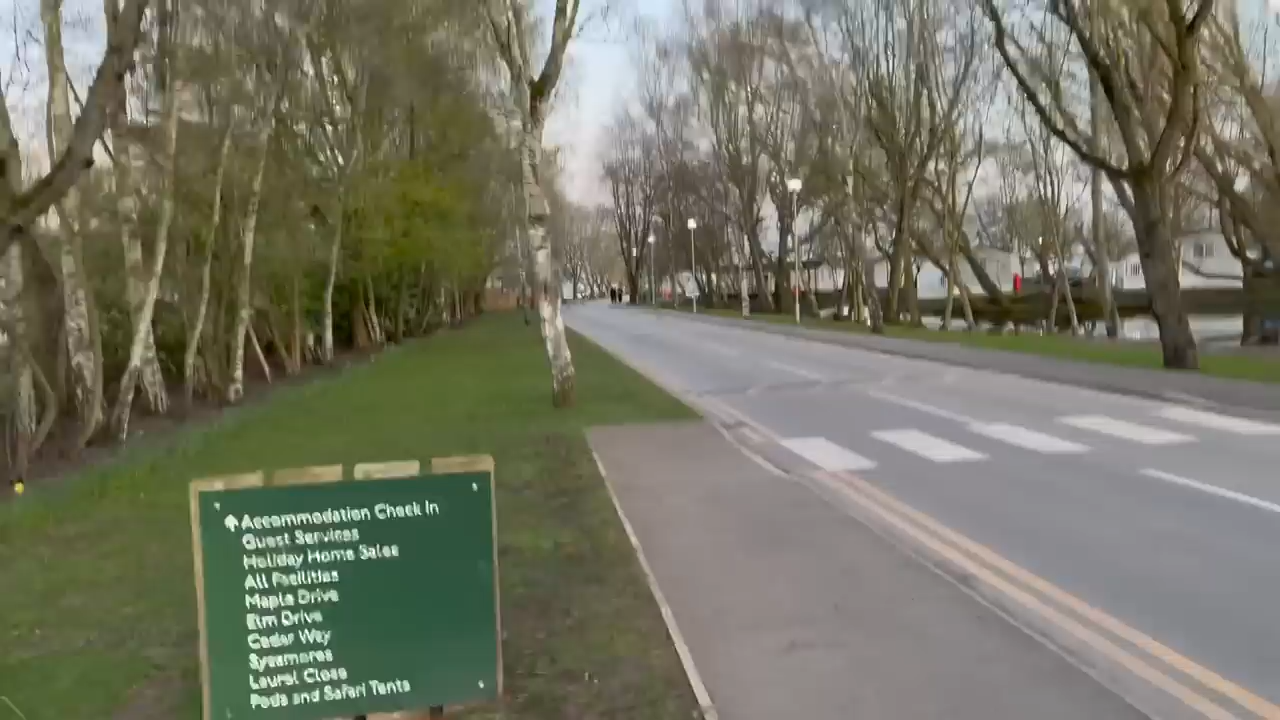 Accommodation Check In
Guest Services
Holiday Home Sales
All Facilities
Maple Drive
Elm Drive
Cedar Way
Sycamores
Laurel Close
Pods and Safari Tents